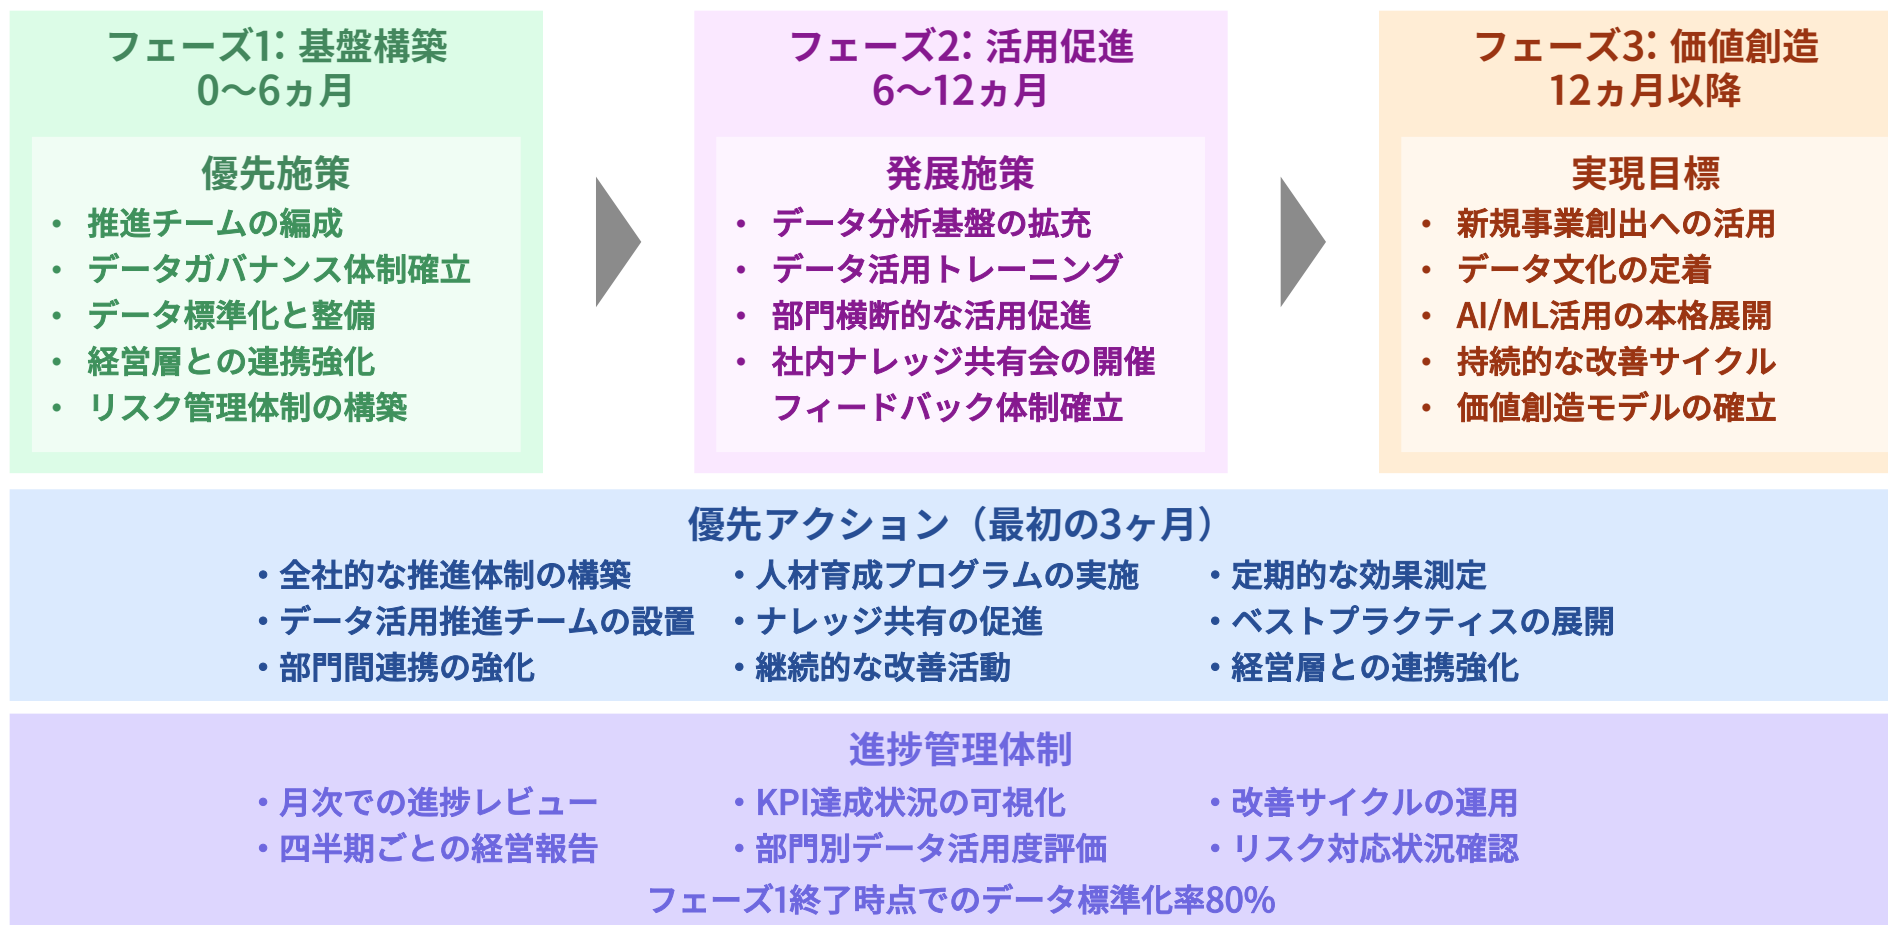 フェーズ1: 基盤構築
0〜6ヵ月
優先施策
• 推進チームの編成
• データガバナンス体制確立
• データ標準化と整備
• 経営層との連携強化
• リスク管理体制の構築
フェーズ2: 活用促進
6〜12ヵ月
発展施策
• データ分析基盤の拡充
• データ活用トレーニング
• 部門横断的な活用促進
• 社内ナレッジ共有会の開催
フィードバック体制確立
フェーズ3: 価値創造
12ヵ月以降
実現目標
• 新規事業創出への活用
• データ文化の定着
• AI/ML活用の本格展開
• 持続的な改善サイクル
• 価値創造モデルの確立
優先アクション（最初の3ヶ月）
・全社的な推進体制の構築
・データ活用推進チームの設置
・部門間連携の強化
・人材育成プログラムの実施
・ナレッジ共有の促進
・継続的な改善活動
・定期的な効果測定
・ベストプラクティスの展開
・経営層との連携強化
進捗管理体制
・月次での進捗レビュー
・四半期ごとの経営報告
・KPI達成状況の可視化
・部門別データ活用度評価
・改善サイクルの運用
・リスク対応状況確認
フェーズ1終了時点でのデータ標準化率80%